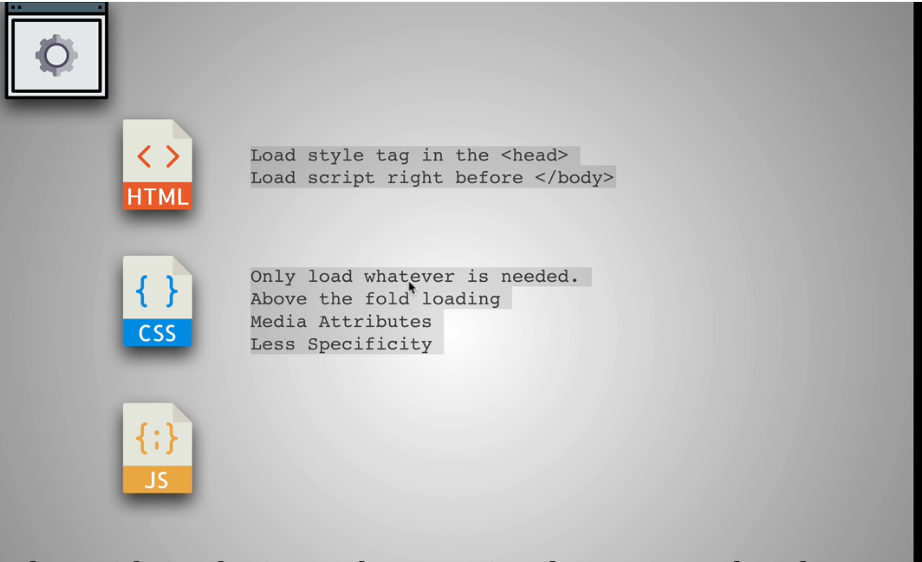 HTML
Load style tag in the <head>
Load script right before </body>
CSS
Only load whatever is needed.
Above the fold loading
Media Attributes
Less Specificity
JS